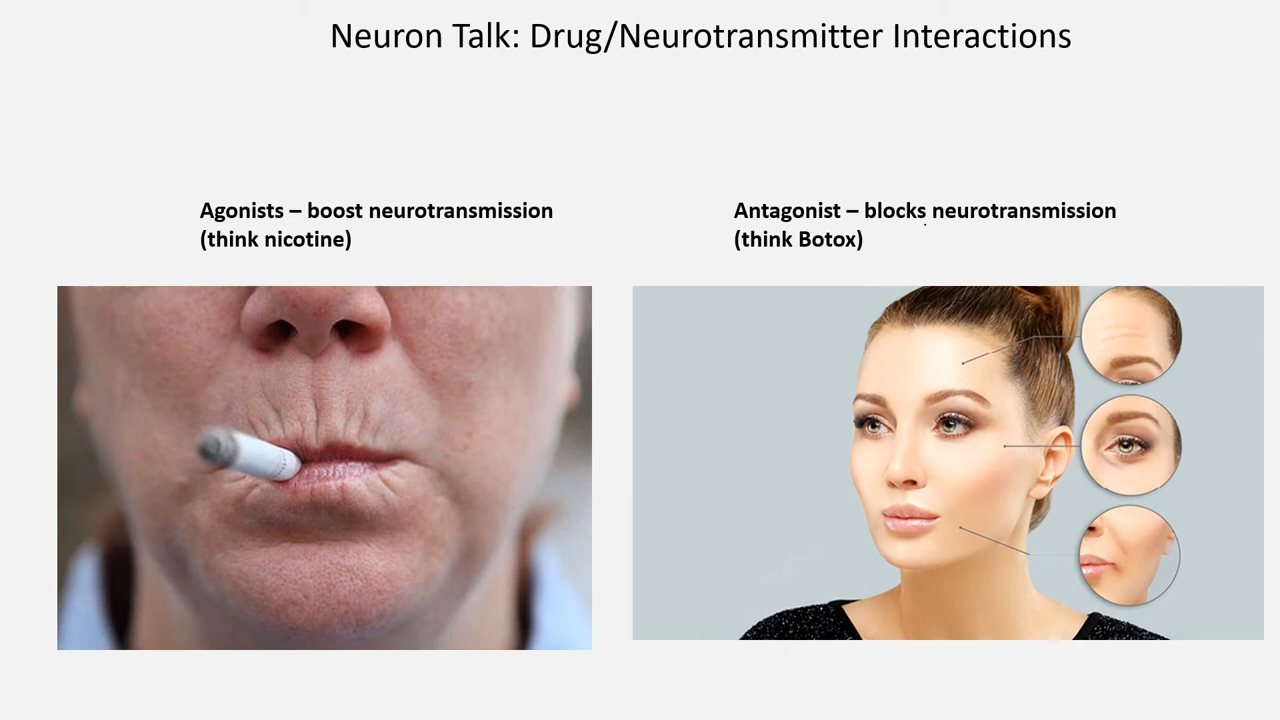 Neuron Talk: Drug/Neurotransmitter Interactions
Agonists – boost neurotransmission
(think nicotine)
Antagonist – blocks neurotransmission
(think Botox)